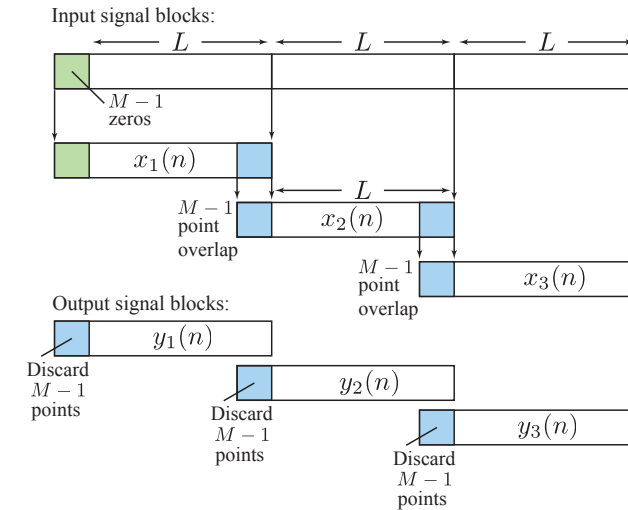 Input signal blocks:
L L L
M − 1
zeros
x₁(n)
L
M − 1
point
overlap
x₂(n)
M − 1
point
overlap
x₃(n)
Output signal blocks:
y₁(n)
Discard
M − 1
points
y₂(n)
Discard
M − 1
points
y₃(n)
Discard
M − 1
points